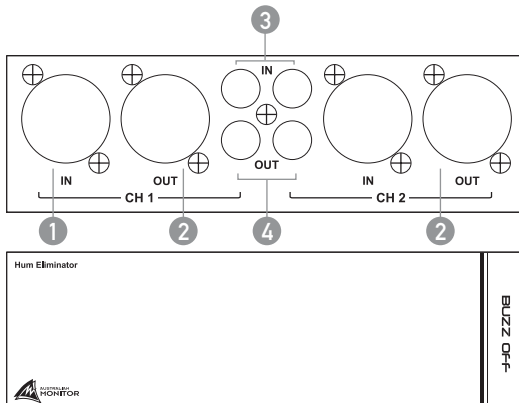 3
IN
OUT
IN OUT IN OUT
CH 1 CH 2
1 2 4 2
Hum Eliminator
BUZZ OFF
AUSTRALIAN
MONITOR